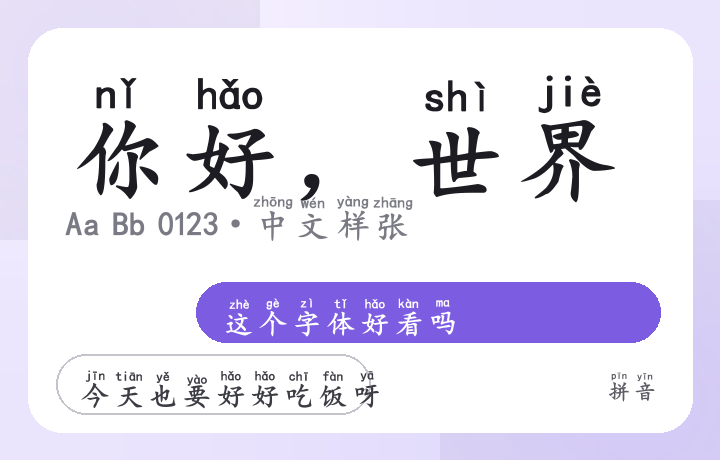 nǐ hǎo shì jiè
你好，世界
zhōng wén yàng zhāng
Aa Bb 0123 • 中文样张
zhè gè zì tǐ hǎo kàn ma
这个字体好看吗
jīn tiān yě yào hǎo hǎo chī fàn yā
今天也要好好吃饭呀
pīn yīn
拼音